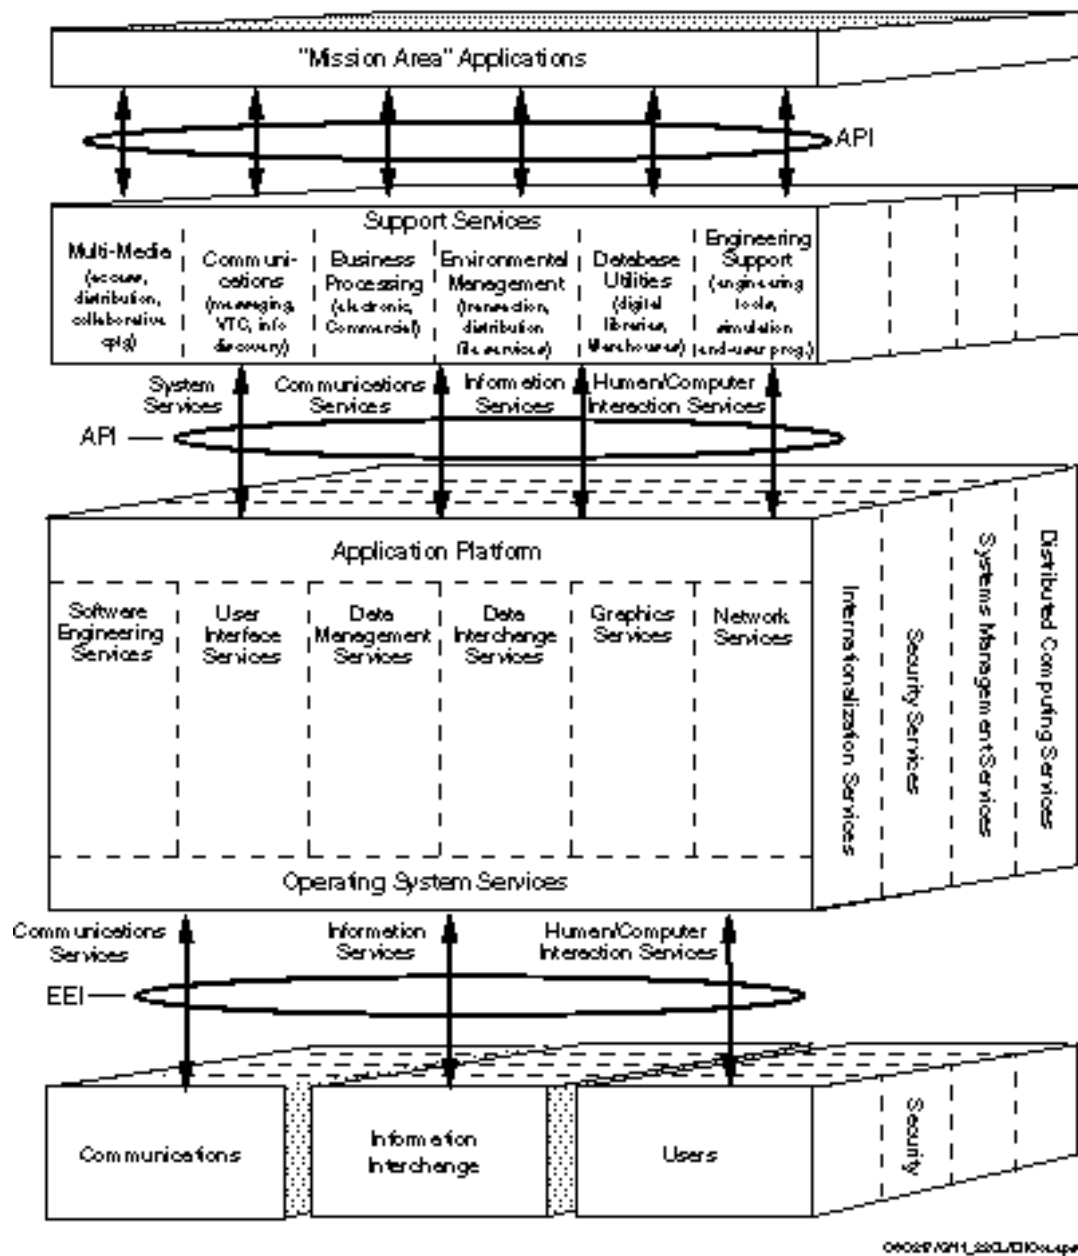 "Mission Area" Applications
API
Support Services
Multi-Media
(access,
distribution,
collaborative
cptg)
Communi-
cations
(messaging,
VTC, info
discovery)
Business
Processing
(electronic,
Commercial)
Environmental
Management
(transaction,
distribution
file services)
Database
Utilities
(digital
libraries,
Warehouses)
Engineering
Support
(engineering
tools,
simulation
end-user prog.)
System
Services
Communications
Services
Information
Services
Human/Computer
Interaction Services
API
Application Platform
Software
Engineering
Services
User
Interface
Services
Data
Management
Services
Data
Interchange
Services
Graphics
Services
Network
Services
Internationalization Services
Security Services
Systems Management Services
Distributed Computing Services
Operating System Services
Communications
Services
Information
Services
Human/Computer
Interaction Services
EEI
Communications
Information
Interchange
Users
Security